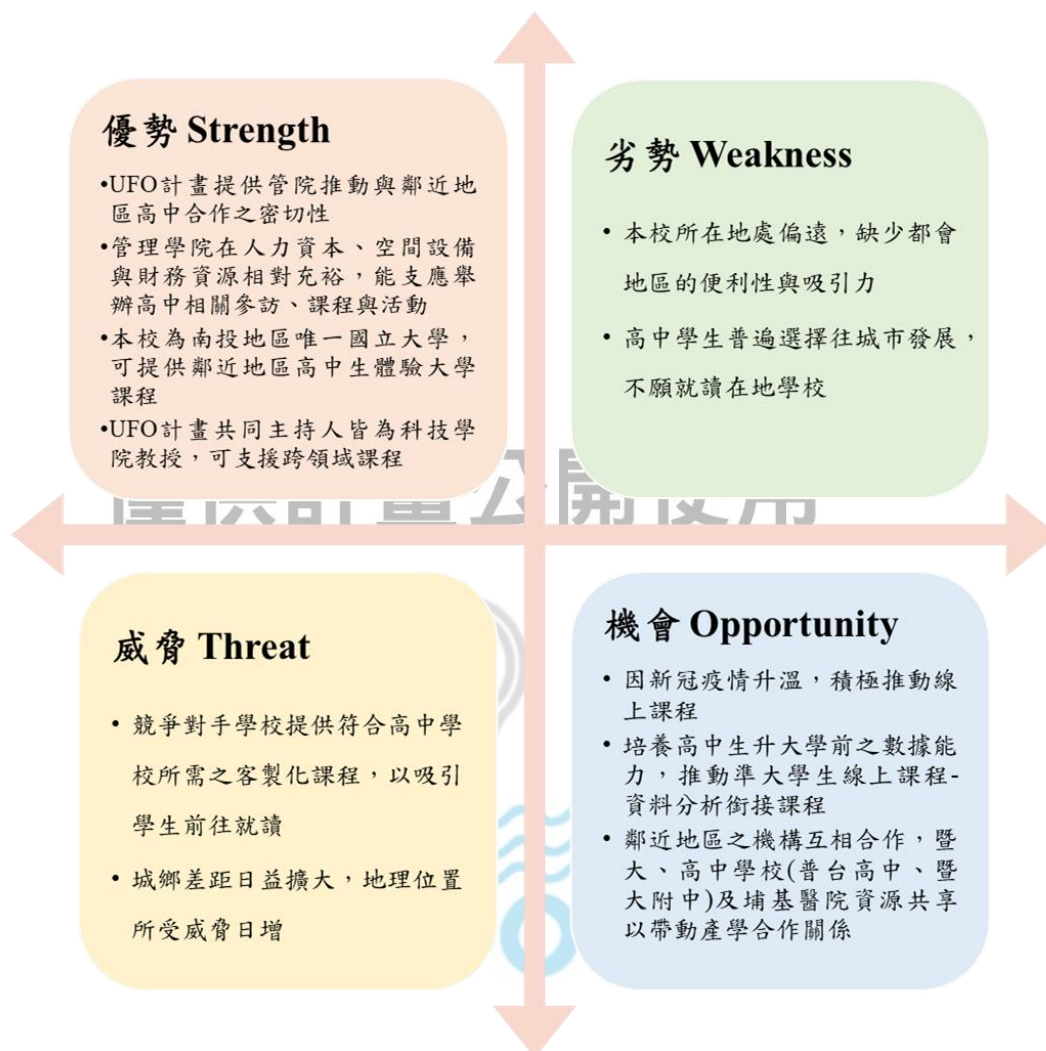 優勢 Strength
•UFO計畫提供管院推動與鄰近地
區高中合作之密切性
•管理學院在人力資本、空間設備
與財務資源相對充裕，能支應舉
辦高中相關參訪、課程與活動
•本校為南投地區唯一國立大學，
可提供鄰近地區高中生體驗大學
課程
•UFO計畫共同主持人皆為科技學
院教授，可支援跨領域課程
劣勢 Weakness
• 本校所在地處偏遠，缺少都會
地區的便利性與吸引力
• 高中學生普遍選擇往城市發展，
不願就讀在地學校
僅供計畫公開使用
威脅 Threat
• 競爭對手學校提供符合高中學
校所需之客製化課程，以吸引
學生前往就讀
• 城鄉差距日益擴大，地理位置
所受威脅日增
機會 Opportunity
• 因新冠疫情升溫，積極推動線
上課程
• 培養高中生升大學前之數據能
力，推動準大學生線上課程-
資料分析銜接課程
• 鄰近地區之機構互相合作，暨
大、高中學校(普台高中、暨
大附中)及埔基醫院資源共享
以帶動產學合作關係